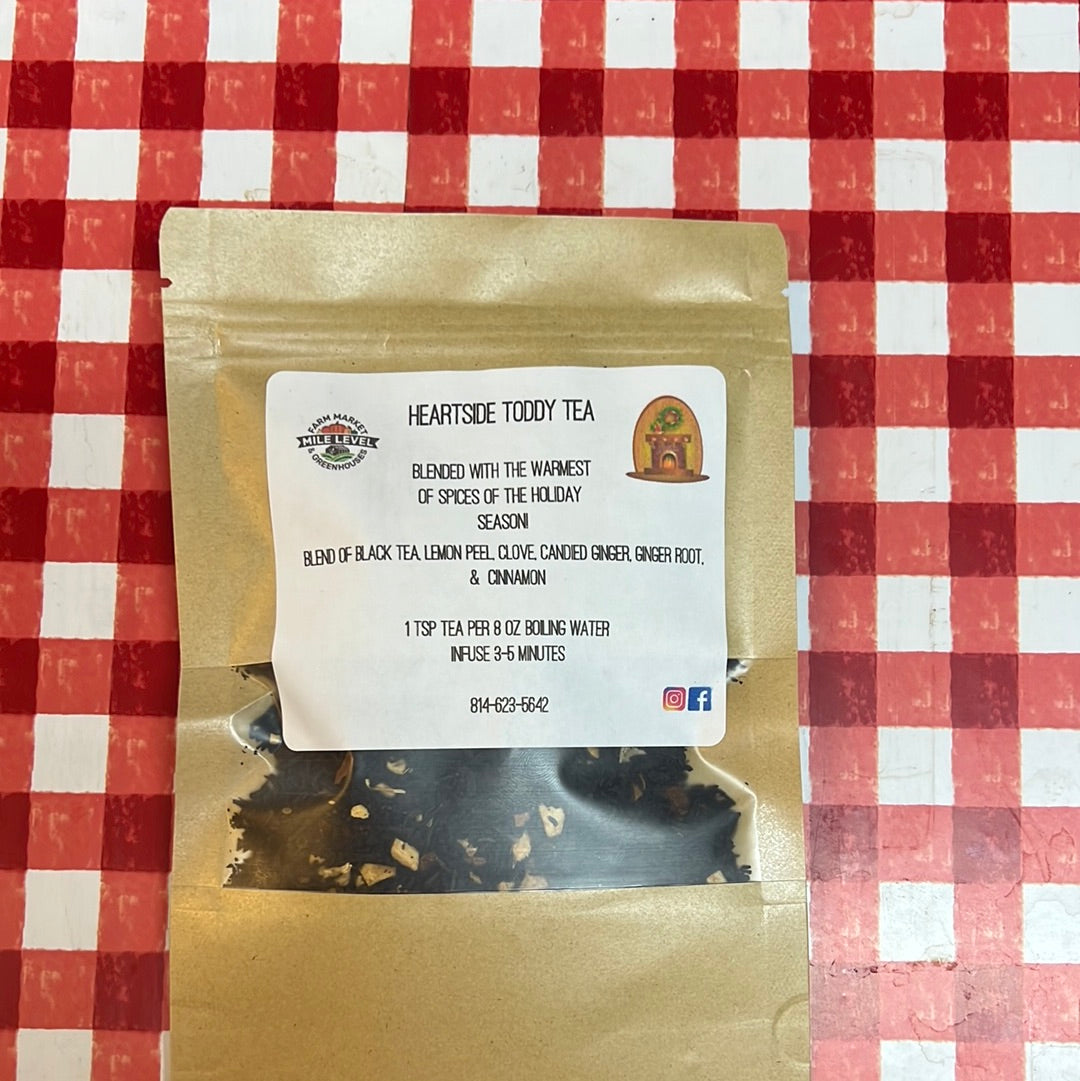 HEARTSIDE TODDY TEA
FARM MARKET
MILE LEVEL
& GREENHOUSES
BLENDED WITH THE WARMEST
OF SPICES OF THE HOLIDAY
SEASON!
BLEND OF BLACK TEA, LEMON PEEL, CLOVE, CANDIED GINGER, GINGER ROOT,
& CINNAMON
1 TSP TEA PER 8 OZ BOILING WATER
INFUSE 3-5 MINUTES
814-623-5642